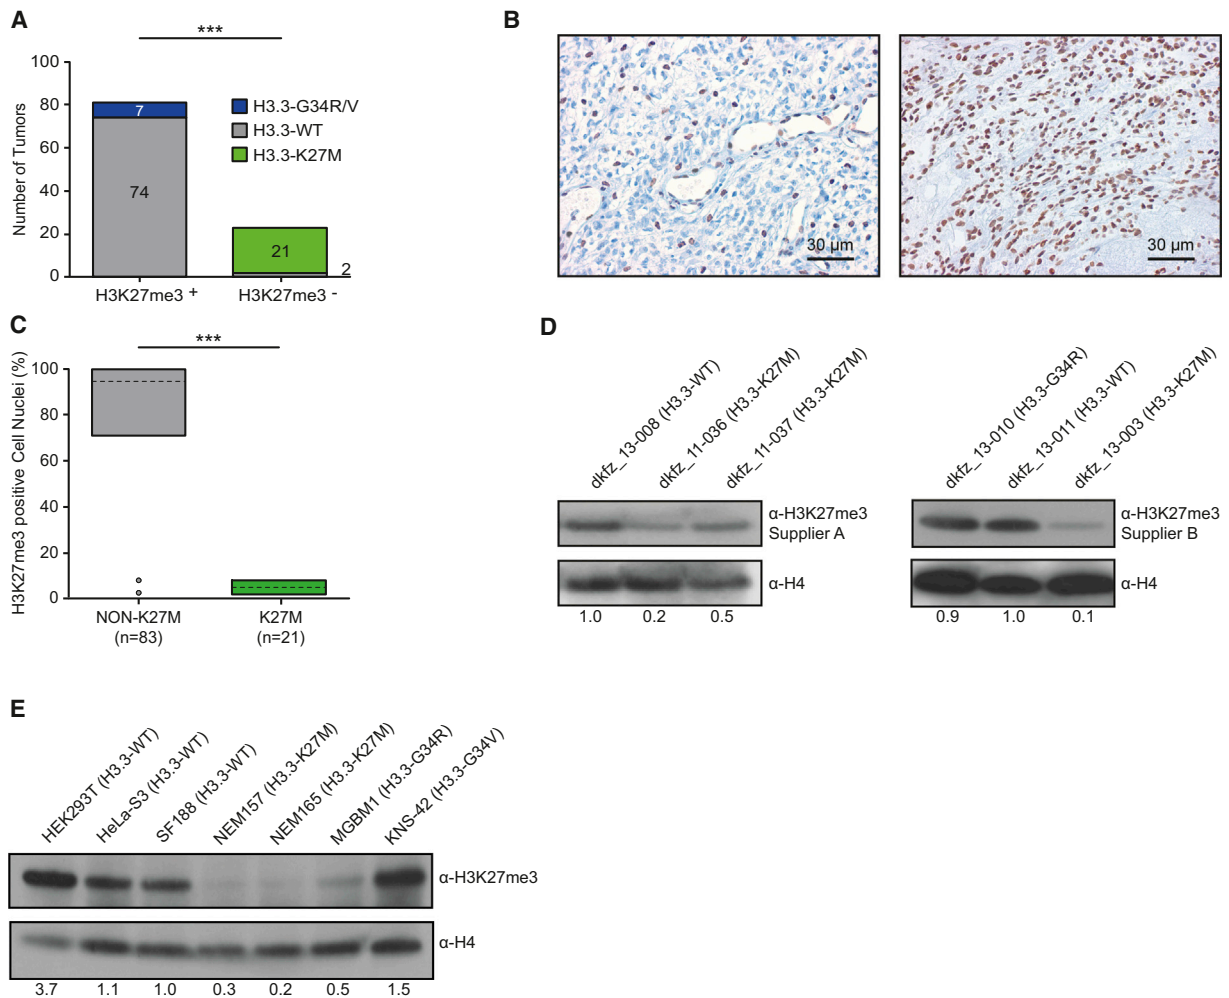 A
***
Number of Tumors
100
80
60
40
20
0
7
74
21
2
H3.3-G34R/V
H3.3-WT
H3.3-K27M
H3K27me3 +
H3K27me3 -
B
30 µm
30 µm
C
***
H3K27me3 positive Cell Nuclei (%)
100
80
60
40
20
0
NON-K27M
(n=83)
K27M
(n=21)
D
dkfz_13-008 (H3.3-WT)
dkfz_11-036 (H3.3-K27M)
dkfz_11-037 (H3.3-K27M)
α-H3K27me3
Supplier A
α-H4
1.0 0.2 0.5
dkfz_13-010 (H3.3-G34R)
dkfz_13-011 (H3.3-WT)
dkfz_13-003 (H3.3-K27M)
α-H3K27me3
Supplier B
α-H4
0.9 1.0 0.1
E
HEK293T (H3.3-WT)
HeLa-S3 (H3.3-WT)
SF188 (H3.3-WT)
NEM157 (H3.3-K27M)
NEM165 (H3.3-K27M)
MGBM1 (H3.3-G34R)
KNS-42 (H3.3-G34V)
α-H3K27me3
α-H4
3.7 1.1 1.0 0.3 0.2 0.5 1.5